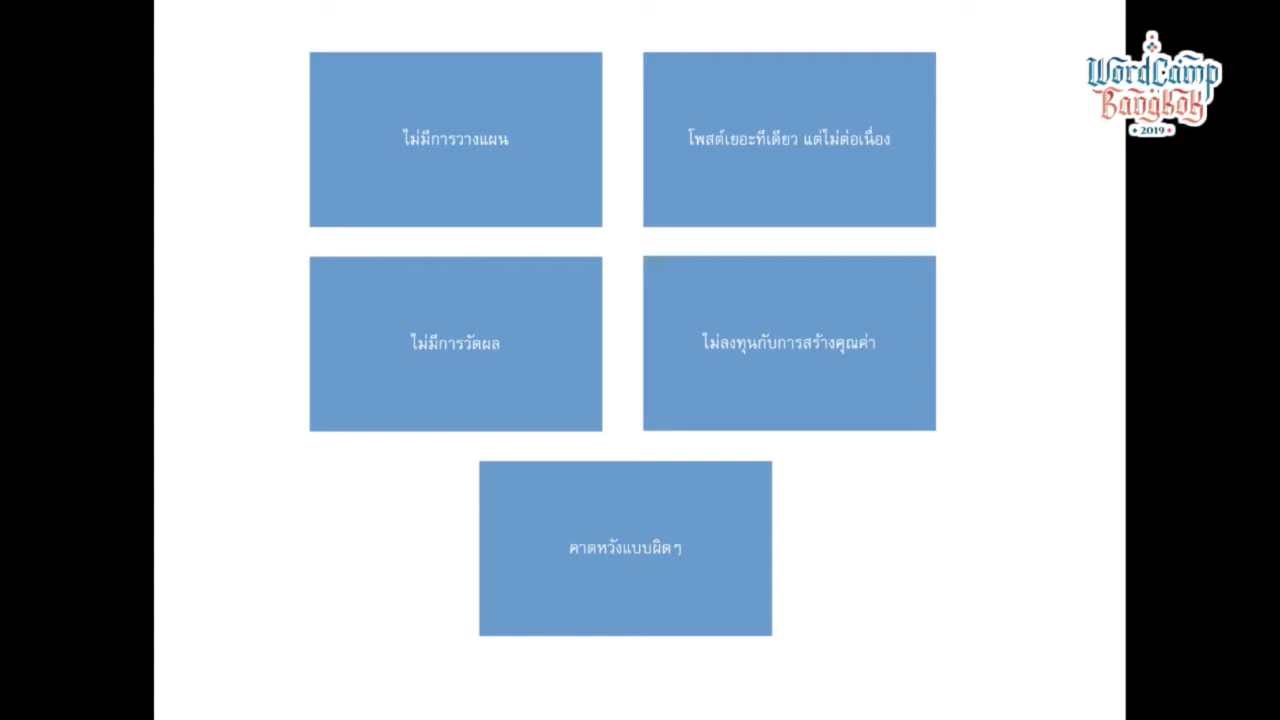 ไม่มีการวางแผน
โพสต์เยอะทีเดียว แต่ไม่ต่อเนื่อง
ไม่มีการวัดผล
ไม่ลงทุนกับการสร้างคุณค่า
คาดหวังแบบผิดๆ
WordCamp
Bangkok
2019